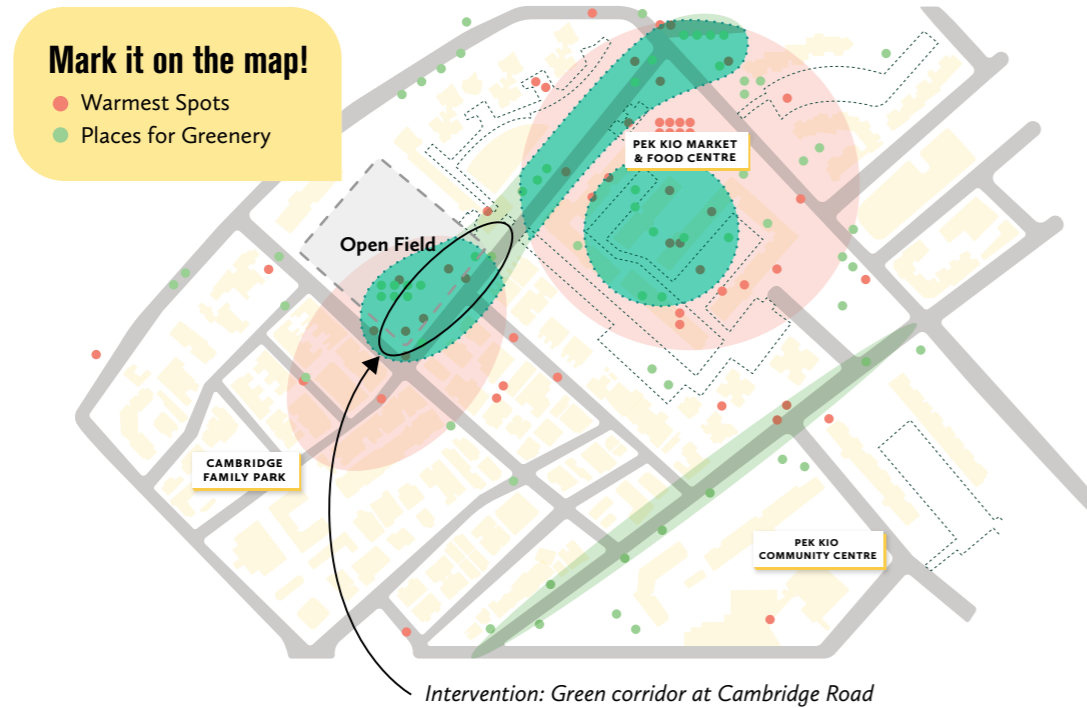 Mark it on the map!
Warmest Spots
Places for Greenery
PEK KIO MARKET
& FOOD CENTRE
Open Field
CAMBRIDGE
FAMILY PARK
PEK KIO
COMMUNITY CENTRE
Intervention: Green corridor at Cambridge Road